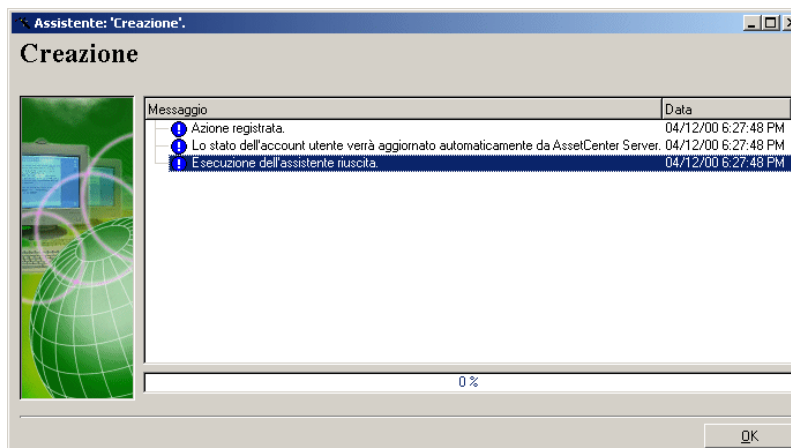 Assistente: 'Creazione'.
Creazione
Messaggio Data
Azione registrata. 04/12/00 6:27:48 PM
Lo stato dell'account utente verrà aggiornato automaticamente da AssetCenter Server. 04/12/00 6:27:48 PM
Esecuzione dell'assistente riuscita. 04/12/00 6:27:48 PM
0 %
OK